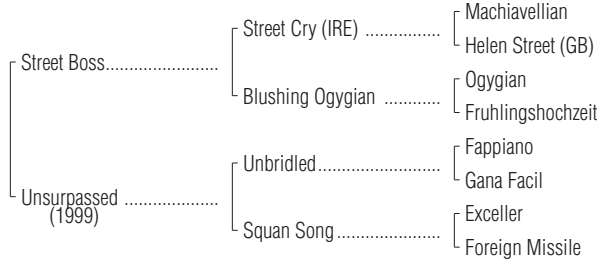 Machiavellian
Street Cry (IRE) ..................
Helen Street (GB)
Street Boss...........................
Ogygian
Blushing Ogygian .............
Fruhlingshochzeit
Fappiano
Unbridled.............................
Gana Facil
Unsurpassed ......................
(1999)
Exceller
Squan Song........................
Foreign Missile